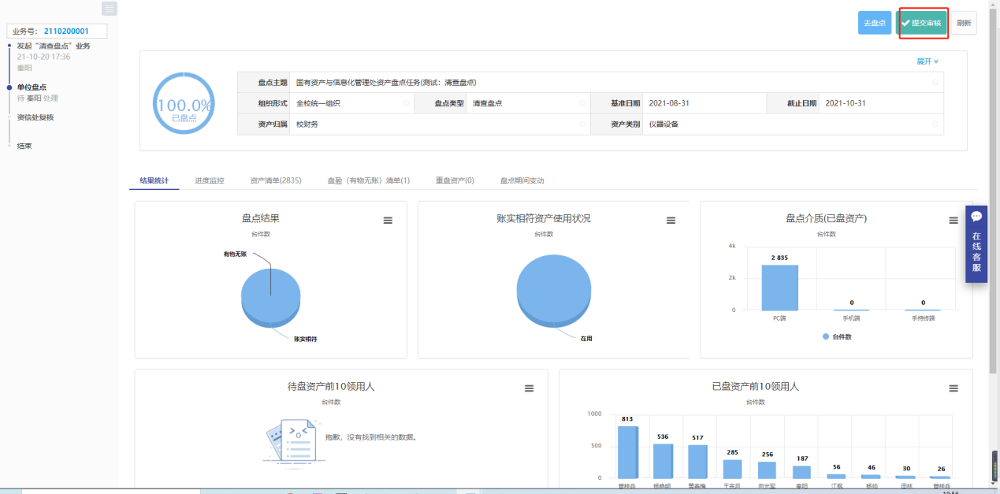 业务号: 2110200001
发起“清查盘点”业务
21-10-20 17:36
秦阳
单位盘点
待 秦阳 处理
资信处复核
结束
去盘点 提交审核 刷新
展开
100.0%
已盘点
盘点主题 国有资产与信息化管理处资产盘点任务(测试：清查盘点)
组织形式 全校统一组织 盘点类型 清查盘点 基准日期 2021-08-31 截止日期 2021-10-31
资产归属 校财务 资产类别 仪器设备
结果统计 进度监控 资产清单(2835) 盘盈（有物无账）清单(1) 重盘资产(0) 盘点期间变动
盘点结果
台件数
有物无账
账实相符
账实相符资产使用状况
台件数
在用
盘点介质(已盘资产)
台件数
4k
2k
0
2 835
0
0
PC端 手机端 手持终端
台件数
在线客服
待盘资产前10领用人
台件数
抱歉，没有找到相关的数据。
已盘资产前10领用人
台件数
1000
500
0
813 536 517 285 256 187 56 46 30 26
秦阳 江枫 杨帅 田林